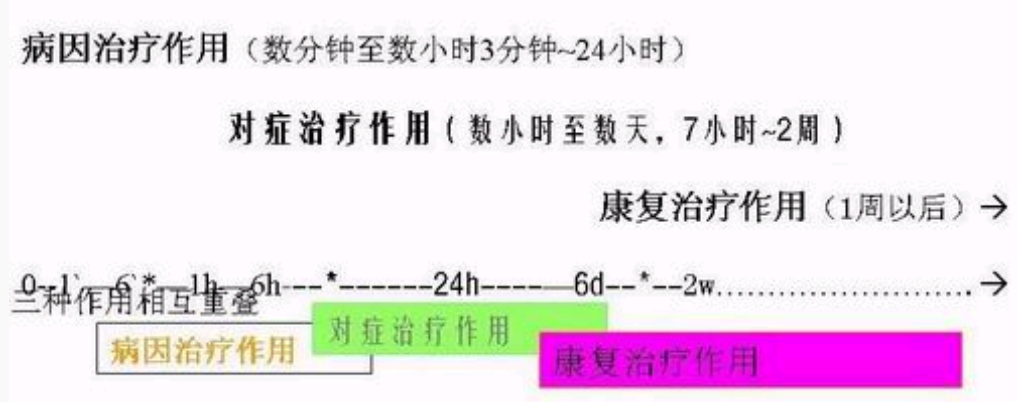 病因治疗作用（数分钟至数小时3分钟~24小时）
对症治疗作用(数小时至数天，7小时~2周)
康复治疗作用（1周以后）→
0--1`--6`*--1h--6h---*------24h------6d--*--2w........................→
三种作用相互重叠
对症治疗作用
病因治疗作用
康复治疗作用